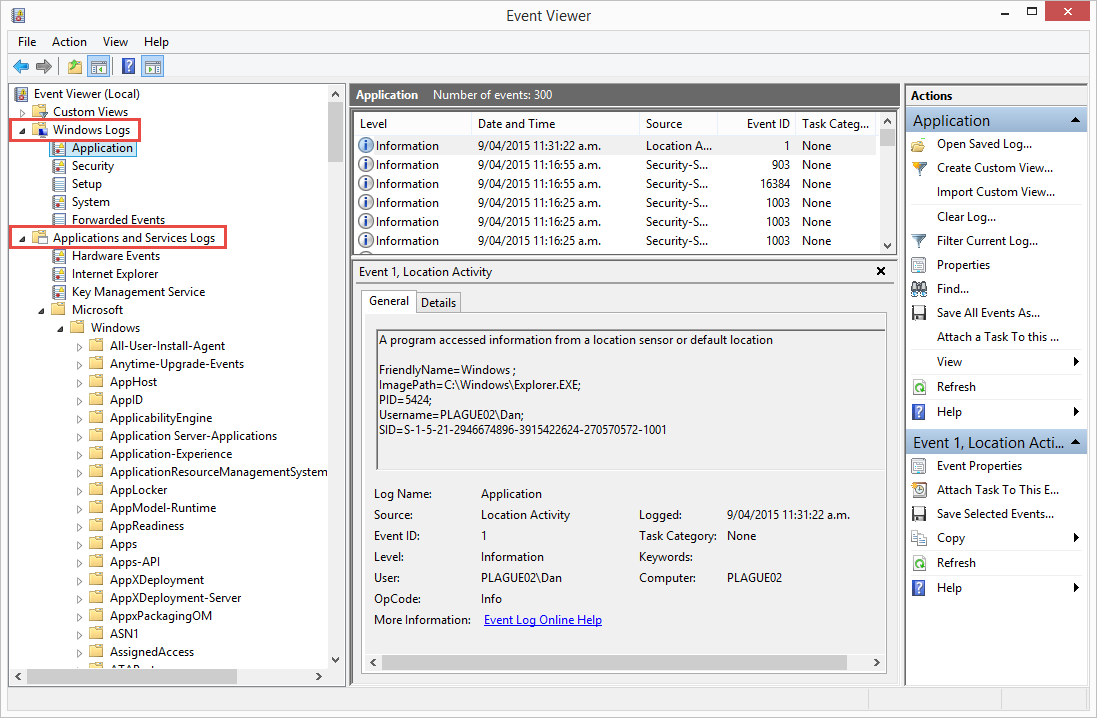 Event Viewer
File Action View Help
Event Viewer (Local)
Custom Views
Windows Logs
Application
Security
Setup
System
Forwarded Events
Applications and Services Logs
Hardware Events
Internet Explorer
Key Management Service
Microsoft
Windows
All-User-Install-Agent
Anytime-Upgrade-Events
AppHost
AppID
ApplicabilityEngine
Application Server-Applications
Application-Experience
ApplicationResourceManagementSystem
AppLocker
AppModel-Runtime
AppReadiness
Apps
Apps-API
AppXDeployment
AppXDeployment-Server
AppxPackagingOM
ASN1
AssignedAccess
Application Number of events: 300
Level Date and Time Source Event ID Task Categ...
Information 9/04/2015 11:31:22 a.m. Location A... 1 None
Information 9/04/2015 11:16:55 a.m. Security-S... 903 None
Information 9/04/2015 11:16:55 a.m. Security-S... 16384 None
Information 9/04/2015 11:16:25 a.m. Security-S... 1003 None
Information 9/04/2015 11:16:25 a.m. Security-S... 1003 None
Information 9/04/2015 11:16:25 a.m. Security-S... 1003 None
Event 1, Location Activity
General Details
A program accessed information from a location sensor or default location
FriendlyName=Windows ;
ImagePath=C:\Windows\Explorer.EXE;
PID=5424;
Username=PLAGUE02\Dan;
SID=S-1-5-21-2946674896-3915422624-270570572-1001
Log Name: Application
Source: Location Activity Logged: 9/04/2015 11:31:22 a.m.
Event ID: 1 Task Category: None
Level: Information Keywords:
User: PLAGUE02\Dan Computer: PLAGUE02
OpCode: Info
More Information: Event Log Online Help
Actions
Application
Open Saved Log...
Create Custom View...
Import Custom View...
Clear Log...
Filter Current Log...
Properties
Find...
Save All Events As...
Attach a Task To this ...
View
Refresh
Help
Event 1, Location Acti...
Event Properties
Attach Task To This E...
Save Selected Events...
Copy
Refresh
Help